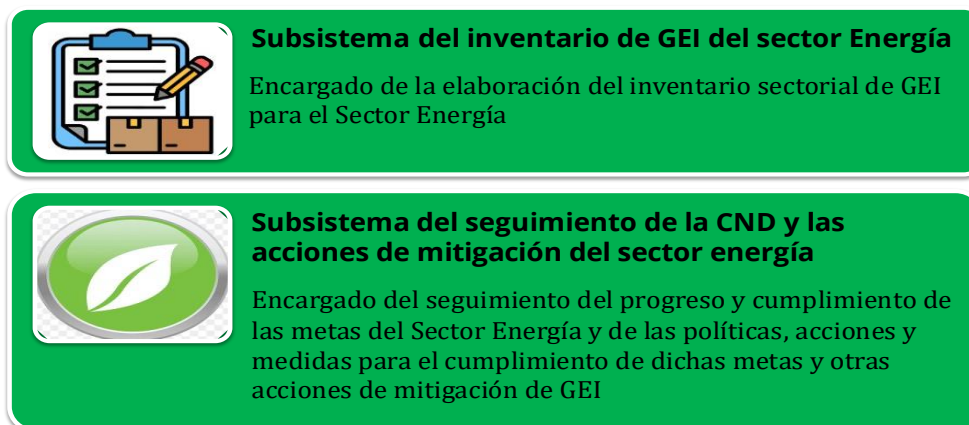 Subsistema del inventario de GEI del sector Energía
Encargado de la elaboración del inventario sectorial de GEI
para el Sector Energía
Subsistema del seguimiento de la CND y las
acciones de mitigación del sector energía
Encargado del seguimiento del progreso y cumplimiento de
las metas del Sector Energía y de las políticas, acciones y
medidas para el cumplimiento de dichas metas y otras
acciones de mitigación de GEI